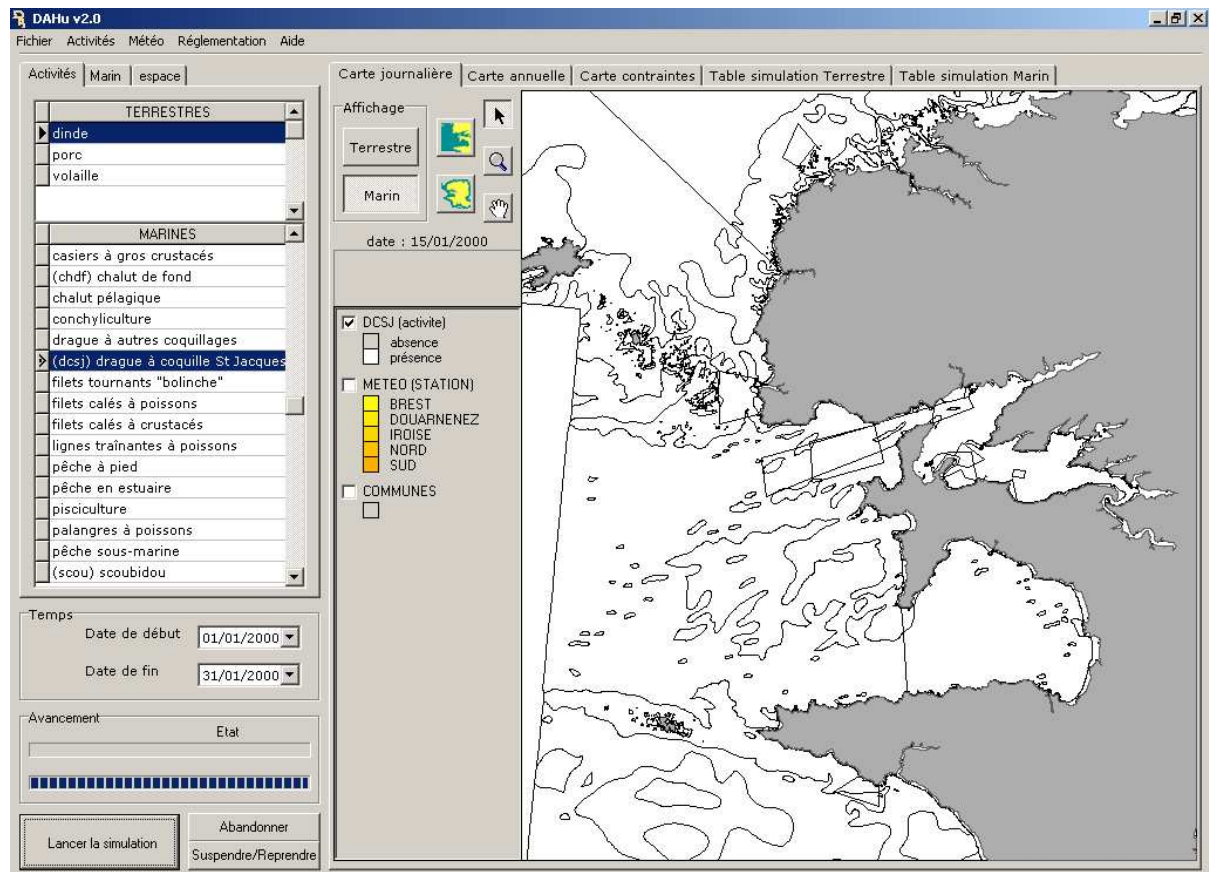 DAHu v2.0
Fichier Activités Météo Réglementation Aide
Activités Marin espace
TERRESTRES
dinde
porc
volaille
MARINES
casiers à gros crustacés
(chdf) chalut de fond
chalut pélagique
conchyliculture
drague à autres coquillages
(dcsj) drague à coquille St Jacques
filets tournants "bolinche"
filets calés à poissons
filets calés à crustacés
lignes traînantes à poissons
pêche à pied
pêche en estuaire
pisciculture
palangres à poissons
pêche sous-marine
(scou) scoubidou
Temps
Date de début 01/01/2000
Date de fin 31/01/2000
Avancement
Etat
Lancer la simulation
Abandonner
Suspendre/Reprendre
Carte journalière Carte annuelle Carte contraintes Table simulation Terrestre Table simulation Marin
Affichage
Terrestre
Marin
date : 15/01/2000
DCSJ (activite)
absence
présence
METEO (STATION)
BREST
DOUARNENEZ
IROISE
NORD
SUD
COMMUNES